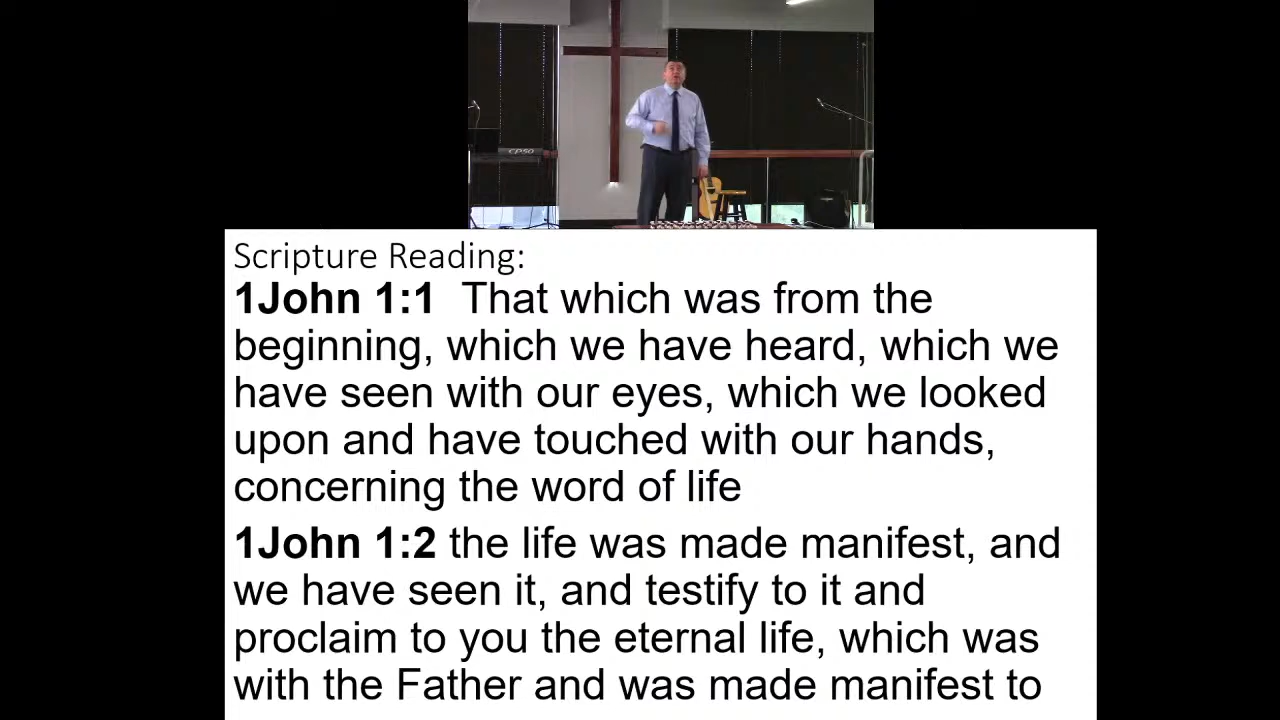 CP50
Scripture Reading:
1John 1:1 That which was from the
beginning, which we have heard, which we
have seen with our eyes, which we looked
upon and have touched with our hands,
concerning the word of life
1John 1:2 the life was made manifest, and
we have seen it, and testify to it and
proclaim to you the eternal life, which was
with the Father and was made manifest to